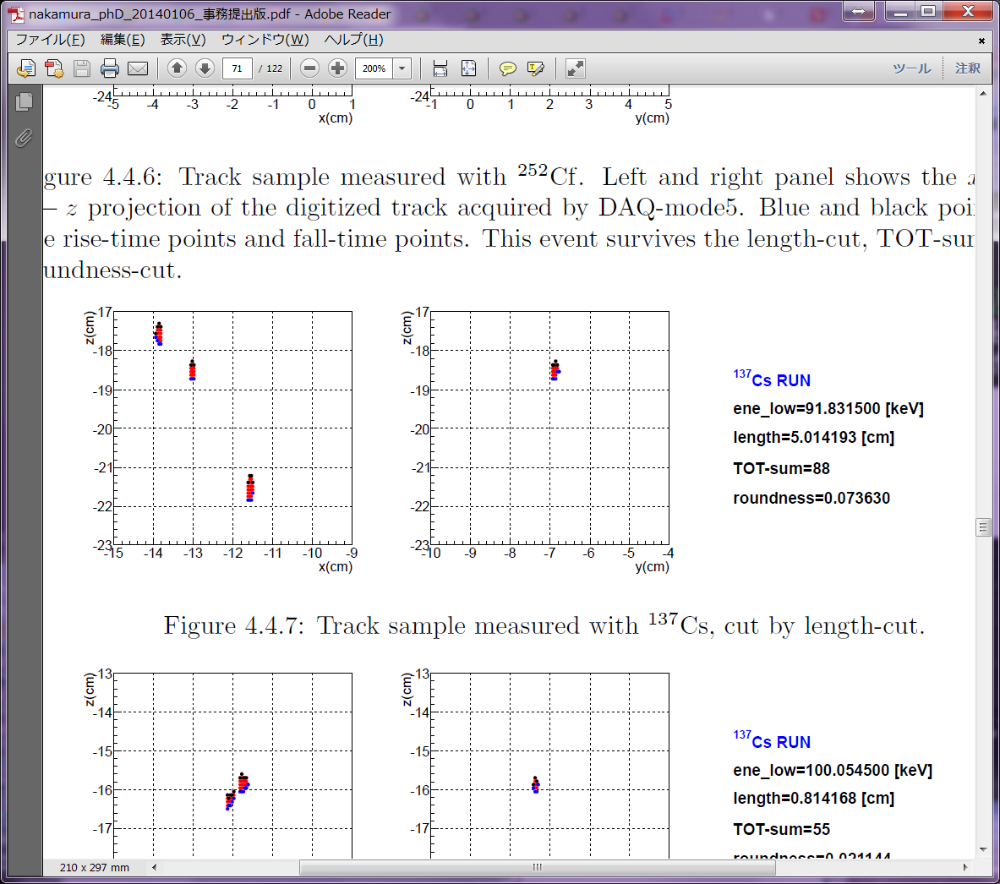 nakamura_phD_20140106_事務提出版.pdf - Adobe Reader
ファイル(F) 編集(E) 表示(V) ウィンドウ(W) ヘルプ(H)
71 / 122 200% ツール 注釈
-24 -24
-5 -4 -3 -2 -1 0 1 -1 0 1 2 3 4 5
x(cm) y(cm)
gure 4.4.6: Track sample measured with 252Cf. Left and right panel shows the x
− z projection of the digitized track acquired by DAQ-mode5. Blue and black poi
e rise-time points and fall-time points. This event survives the length-cut, TOT-sum
undness-cut.
z(cm) -17 -18 -19 -20 -21 -22 -23
-15 -14 -13 -12 -11 -10 -9
x(cm)
z(cm) -17 -18 -19 -20 -21 -22 -23
-10 -9 -8 -7 -6 -5 -4
y(cm)
137Cs RUN
ene_low=91.831500 [keV]
length=5.014193 [cm]
TOT-sum=88
roundness=0.073630
Figure 4.4.7: Track sample measured with 137Cs, cut by length-cut.
z(cm) -13 -14 -15 -16 -17
z(cm) -13 -14 -15 -16 -17
137Cs RUN
ene_low=100.054500 [keV]
length=0.814168 [cm]
TOT-sum=55
roundness=0.021144
210 x 297 mm